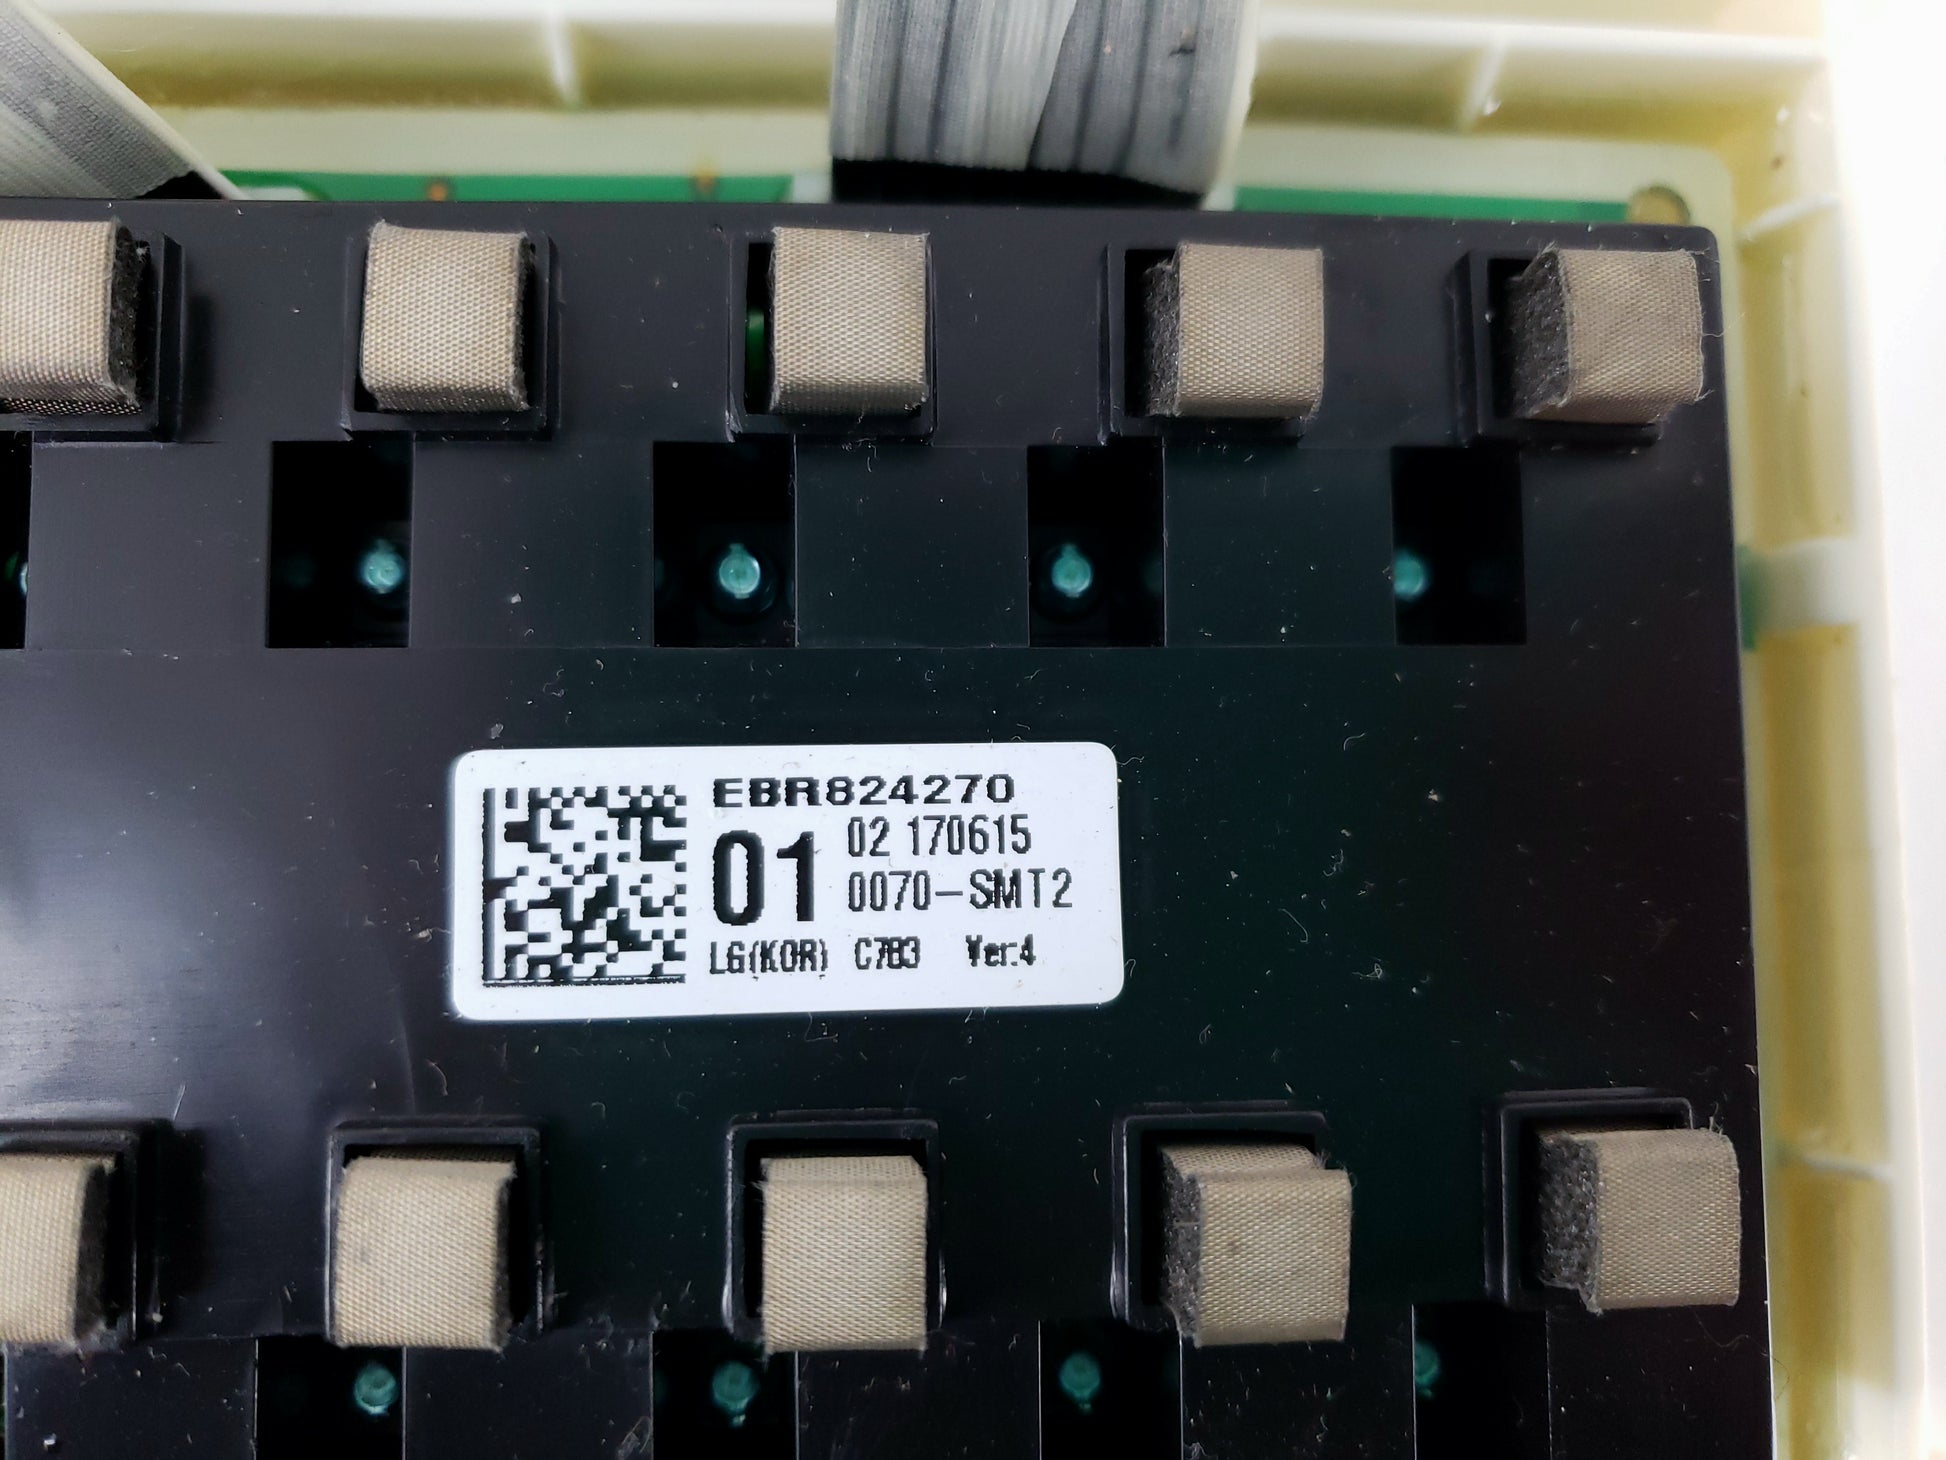 EBR824270
01
02 170615
0070-SMT2
LG(KOR) C783 Ver.4